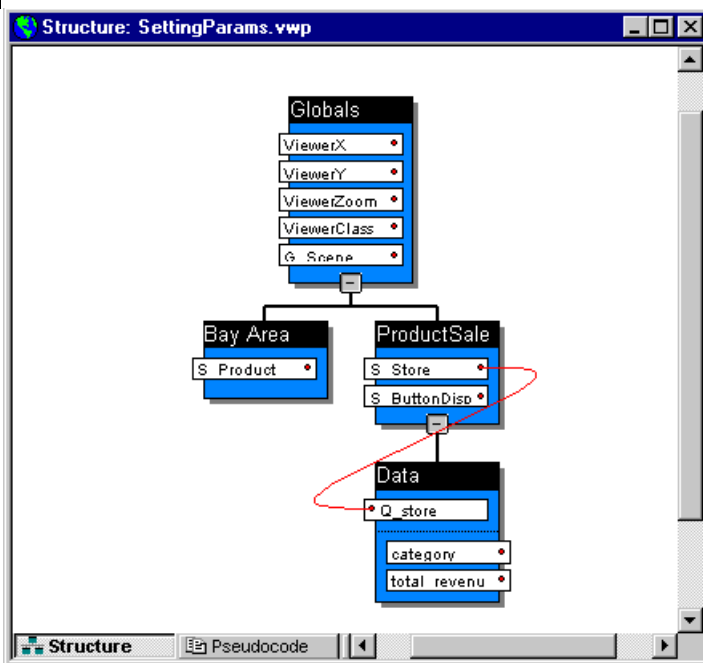 Structure: SettingParams.vwp
Globals
ViewerX
ViewerY
ViewerZoom
ViewerClass
G_Scene
Bay Area
S_Product
ProductSale
S_Store
S_ButtonDisp
Data
Q_store
category
total_revenu
Structure
Pseudocode